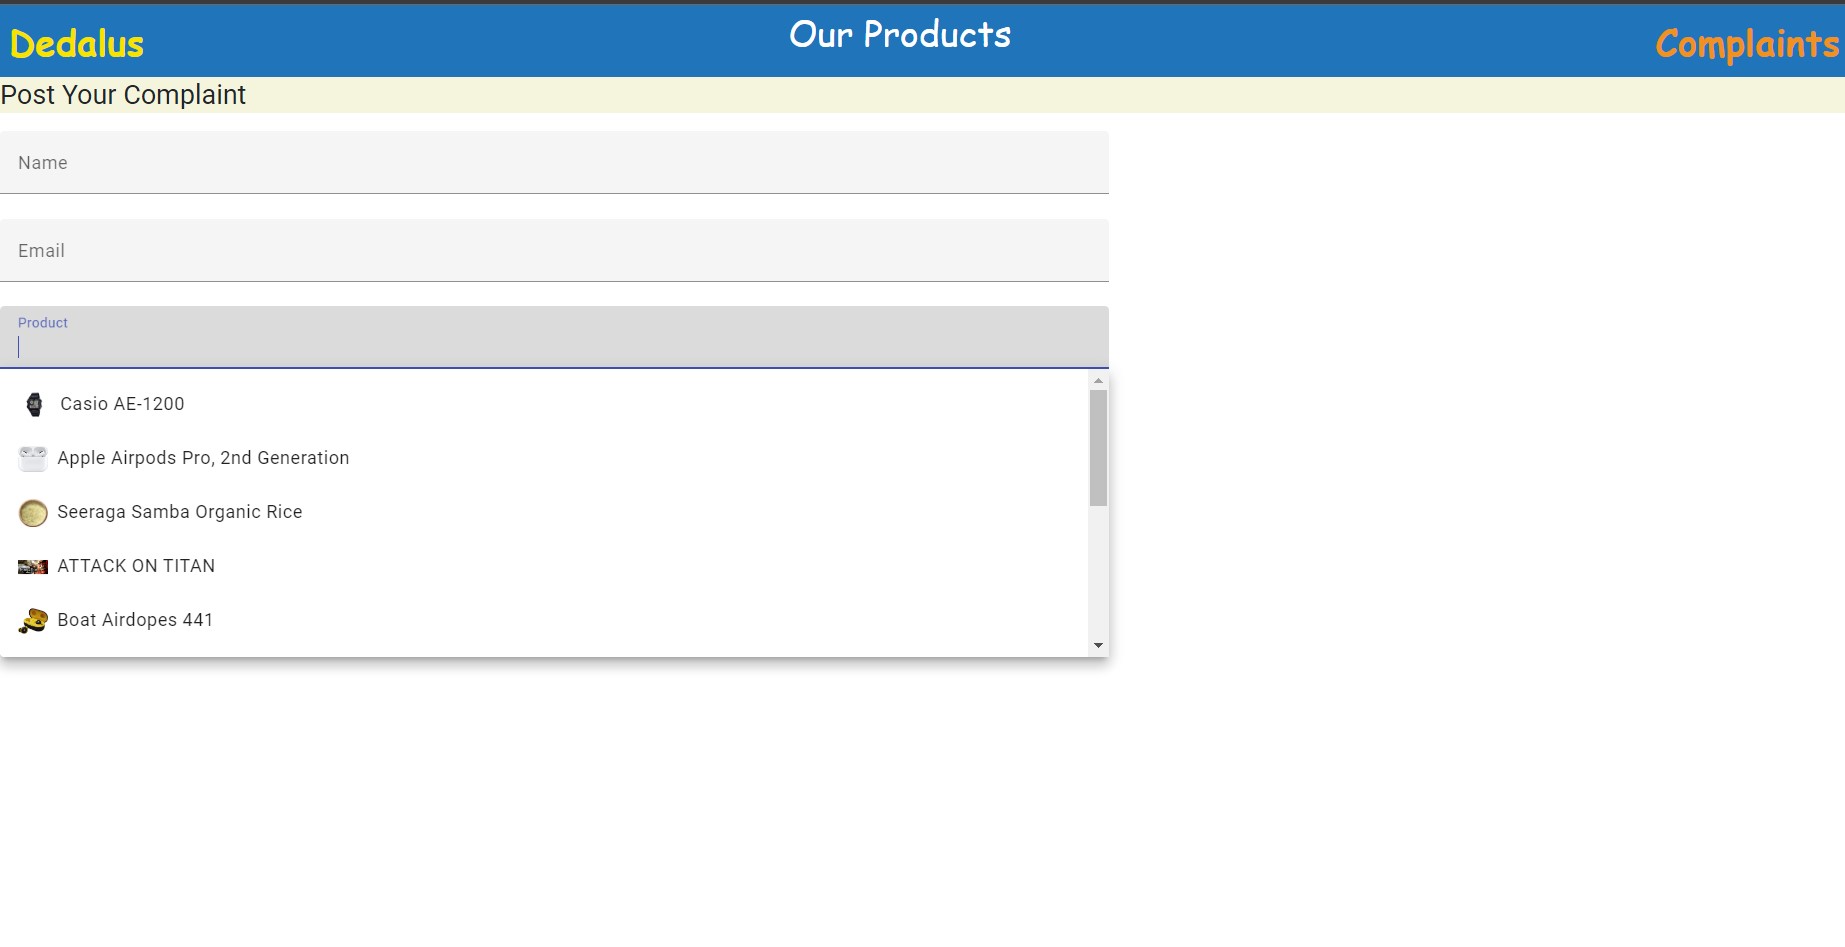 Dedalus
Our Products
Complaints
Post Your Complaint
Name
Email
Product
Casio AE-1200
Apple Airpods Pro, 2nd Generation
Seeraga Samba Organic Rice
ATTACK ON TITAN
Boat Airdopes 441